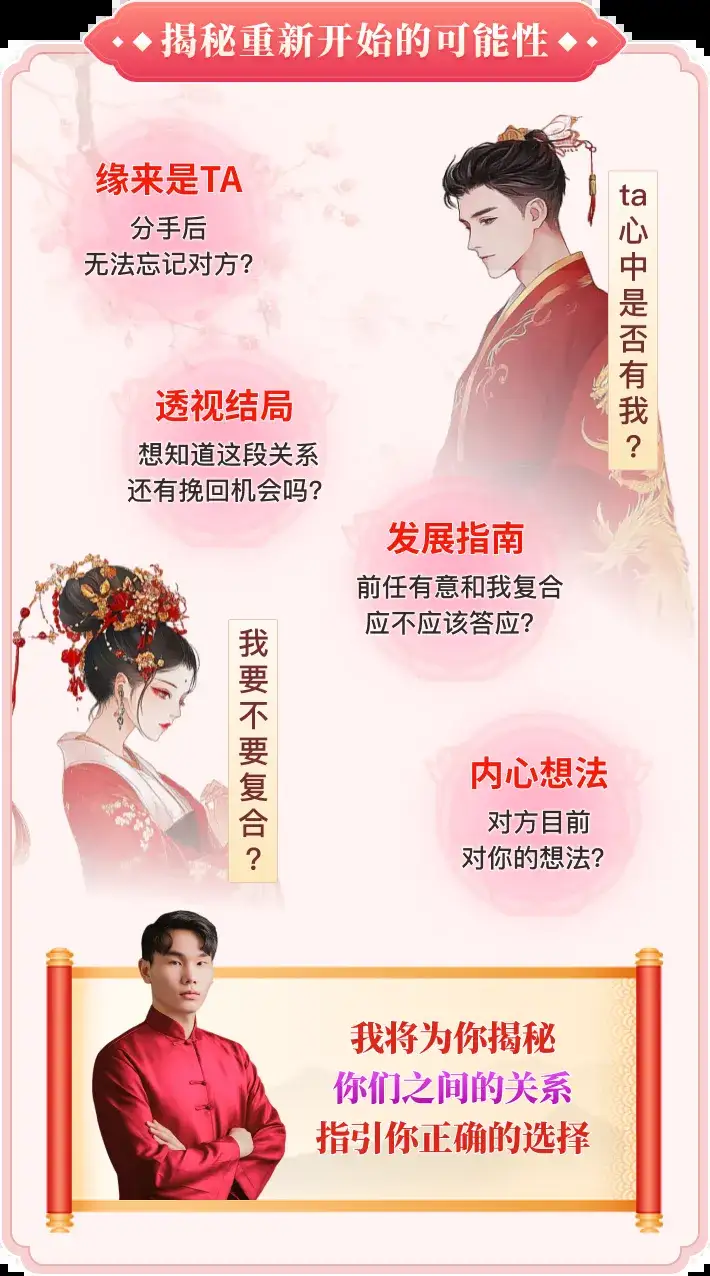 揭秘重新开始的可能性
缘来是TA
分手后
无法忘记对方?
ta心中是否有我?
透视结局
想知道这段关系
还有挽回机会吗?
发展指南
前任有意和我复合
应不应该答应?
我要不要复合?
内心想法
对方目前
对你的想法?
我将为你揭秘
你们之间的关系
指引你正确的选择